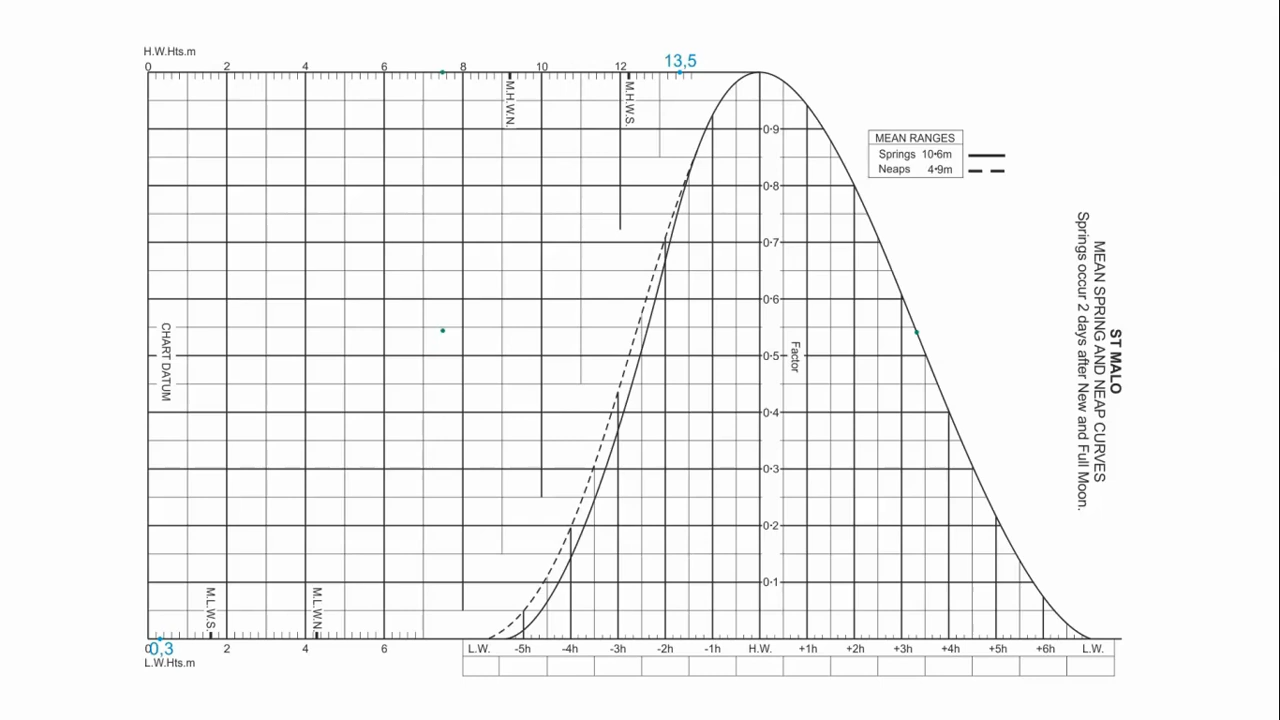 H.W.Hts.m
0 2 4 6 8 10 12 13,5
M.H.W.N.
M.H.W.S.
0•9
MEAN RANGES
Springs 10•6m
Neaps 4•9m
0•8
0•7
0•6
0•5
Factor
0•4
0•3
0•2
0•1
CHART DATUM
ST MALO
MEAN SPRING AND NEAP CURVES
Springs occur 2 days after New and Full Moon.
M.L.W.S.
M.L.W.N.
0 0,3 2 4 6
L.W.Hts.m
L.W. -5h -4h -3h -2h -1h H.W. +1h +2h +3h +4h +5h +6h L.W.